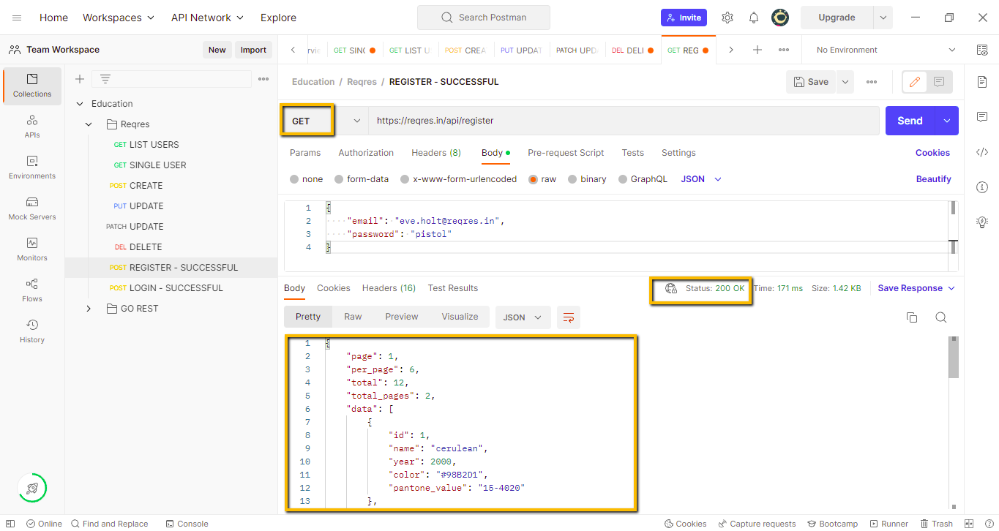 Home Workspaces API Network Explore Search Postman Invite Upgrade
Team Workspace New Import GET SING GET LIST U POST CREA PUT UPDAT PATCH UPD DEL DELI GET REG No Environment
Collections
APIs
Environments
Mock Servers
Monitors
Flows
History
Education
Reqres
GET LIST USERS
GET SINGLE USER
POST CREATE
PUT UPDATE
PATCH UPDATE
DEL DELETE
POST REGISTER - SUCCESSFUL
POST LOGIN - SUCCESSFUL
GO REST
Education / Reqres / REGISTER - SUCCESSFUL Save
GET https://reqres.in/api/register Send
Params Authorization Headers (8) Body Pre-request Script Tests Settings Cookies
none form-data x-www-form-urlencoded raw binary GraphQL JSON Beautify
1 {
2 "email": "eve.holt@reqres.in",
3 "password": "pistol"
4 }
Body Cookies Headers (16) Test Results Status: 200 OK Time: 171 ms Size: 1.42 KB Save Response
Pretty Raw Preview Visualize JSON
1 {
2 "page": 1,
3 "per_page": 6,
4 "total": 12,
5 "total_pages": 2,
6 "data": [
7 {
8 "id": 1,
9 "name": "cerulean",
10 "year": 2000,
11 "color": "#98B2D1",
12 "pantone_value": "15-4020"
13 },
Online Find and Replace Console Cookies Capture requests Bootcamp Runner Trash